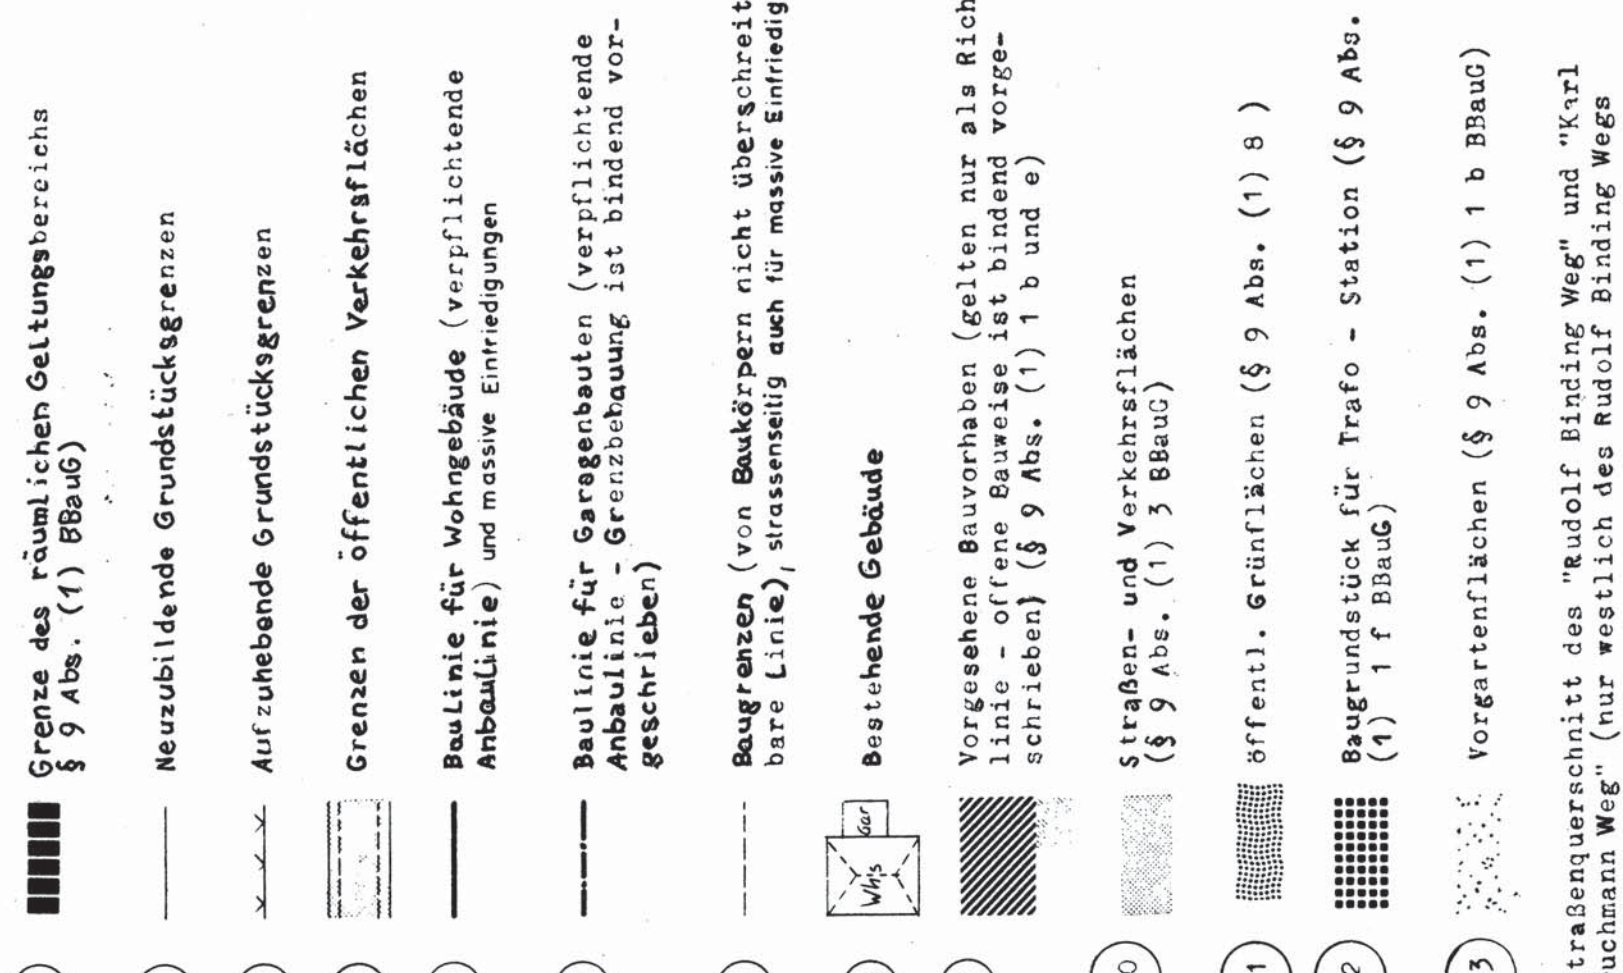 Grenze des räumlichen Geltungsbereichs
§ 9 Abs. (1) BBauG)
Neuzubildende Grundstücksgrenzen
Aufzuhebende Grundstücksgrenzen
Grenzen der öffentlichen Verkehrsflächen
Baulinie für Wohngebäude (verpflichtende
Anbaulinie) und massive Einfriedigungen
Baulinie für Garagenbauten (verpflichtende
Anbaulinie - Grenzbebauung ist bindend vor-
geschrieben)
Baugrenzen (von Baukörpern nicht überschreit
bare Linie), strassenseitig auch für massive Einfriedig
Wh's
Gar
Bestehende Gebäude
Vorgesehene Bauvorhaben (gelten nur als Rich
linie - offene Bauweise ist bindend vorge-
schrieben) (§ 9 Abs. (1) 1 b und e)
0
Straßen- und Verkehrsflächen
(§ 9 Abs. (1) 3 BBauG)
1
öffentl. Grünflächen (§ 9 Abs. (1) 8 )
2
Baugrundstück für Trafo - Station (§ 9 Abs.
(1) 1 f BBauG)
3
Vorgartenflächen (§ 9 Abs. (1) 1 b BBauG)
traßenquerschnitt des "Rudolf Binding Weg" und "Karl
uchmann Weg" (nur westlich des Rudolf Binding Wegs